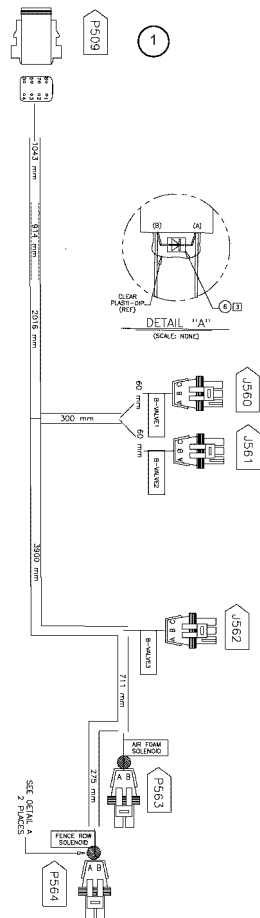 P509
1
1043 mm
914 mm
2016 mm
(B) (A)
CLEAR
PLASTI-DIP
(REF)
6 3
DETAIL "A"
(SCALE: NONE)
J560
C B A
60 mm
B-VALVE1
300 mm
J561
C B A
60 mm
B-VALVE2
3900 mm
J562
C B A
B-VALVE3
711 mm
AIR FOAM
SOLENOID
P563
A B
275 mm
FENCE ROW
SOLENOID
P564
A B
SEE DETAIL A
2 PLACES